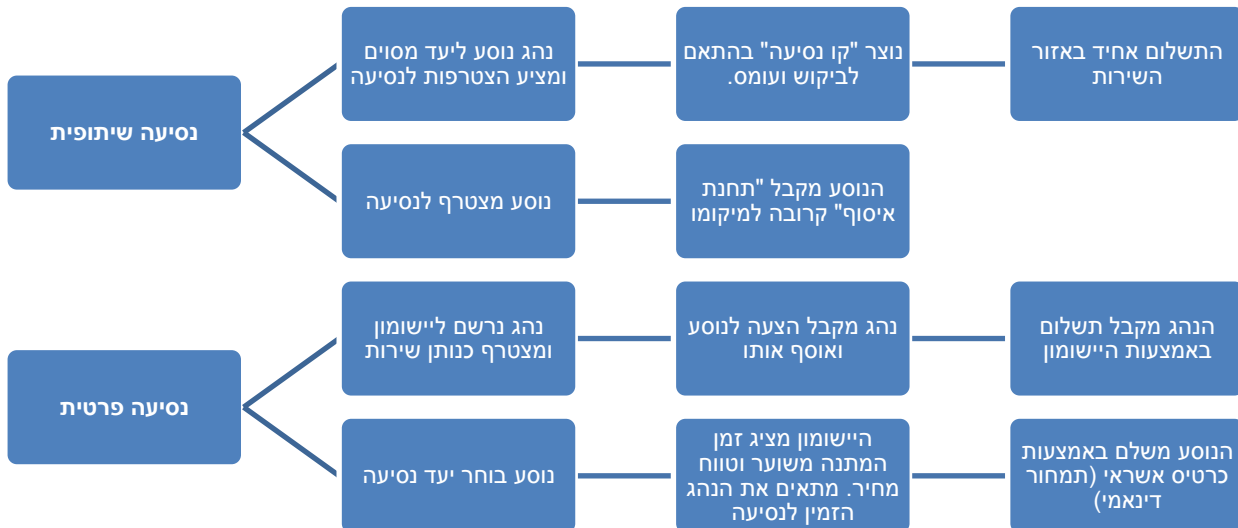 נסיעה שיתופית
נהג נוסע ליעד מסוים
ומציע הצטרפות לנסיעה
נוצר "קו נסיעה" בהתאם
לביקוש ועומס.
התשלום אחיד באזור
השירות
נוסע מצטרף לנסיעה
הנוסע מקבל "תחנת
איסוף" קרובה למיקומו
נסיעה פרטית
נהג נרשם ליישומון
ומצטרף כנותן שירות
נהג מקבל הצעה לנוסע
ואוסף אותו
הנהג מקבל תשלום
באמצעות היישומון
נוסע בוחר יעד נסיעה
היישומון מציג זמן
המתנה משוער וטווח
מחיר. מתאים את הנהג
הזמין לנסיעה
הנוסע משלם באמצעות
כרטיס אשראי (תמחור
דינאמי)